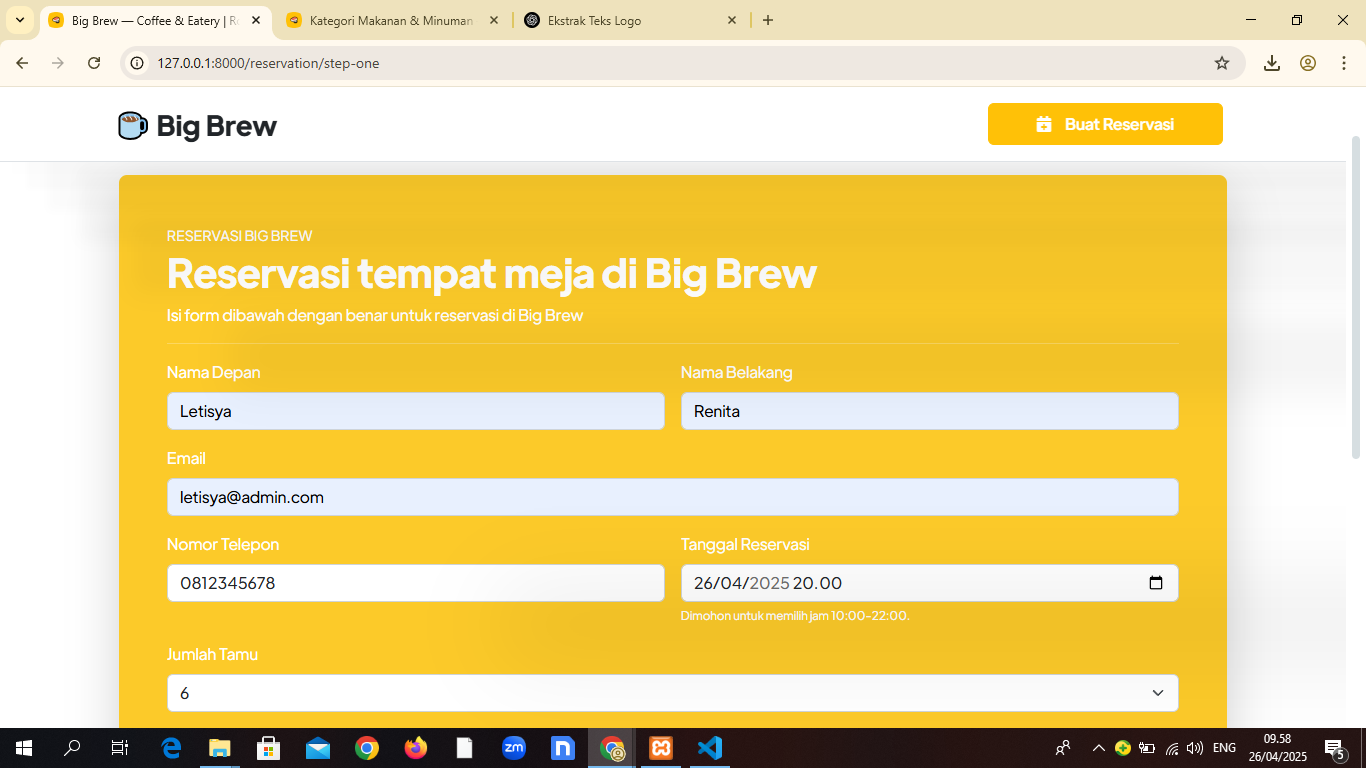 Big Brew — Coffee & Eatery | R
Kategori Makanan & Minuman
Ekstrak Teks Logo
127.0.0.1:8000/reservation/step-one
Big Brew
Buat Reservasi
RESERVASI BIG BREW
Reservasi tempat meja di Big Brew
Isi form dibawah dengan benar untuk reservasi di Big Brew
Nama Depan
Nama Belakang
Letisya
Renita
Email
letisya@admin.com
Nomor Telepon
Tanggal Reservasi
0812345678
26/04/2025 20.00
Dimohon untuk memilih jam 10:00–22:00.
Jumlah Tamu
6
zm
ENG
09.58
26/04/2025
5